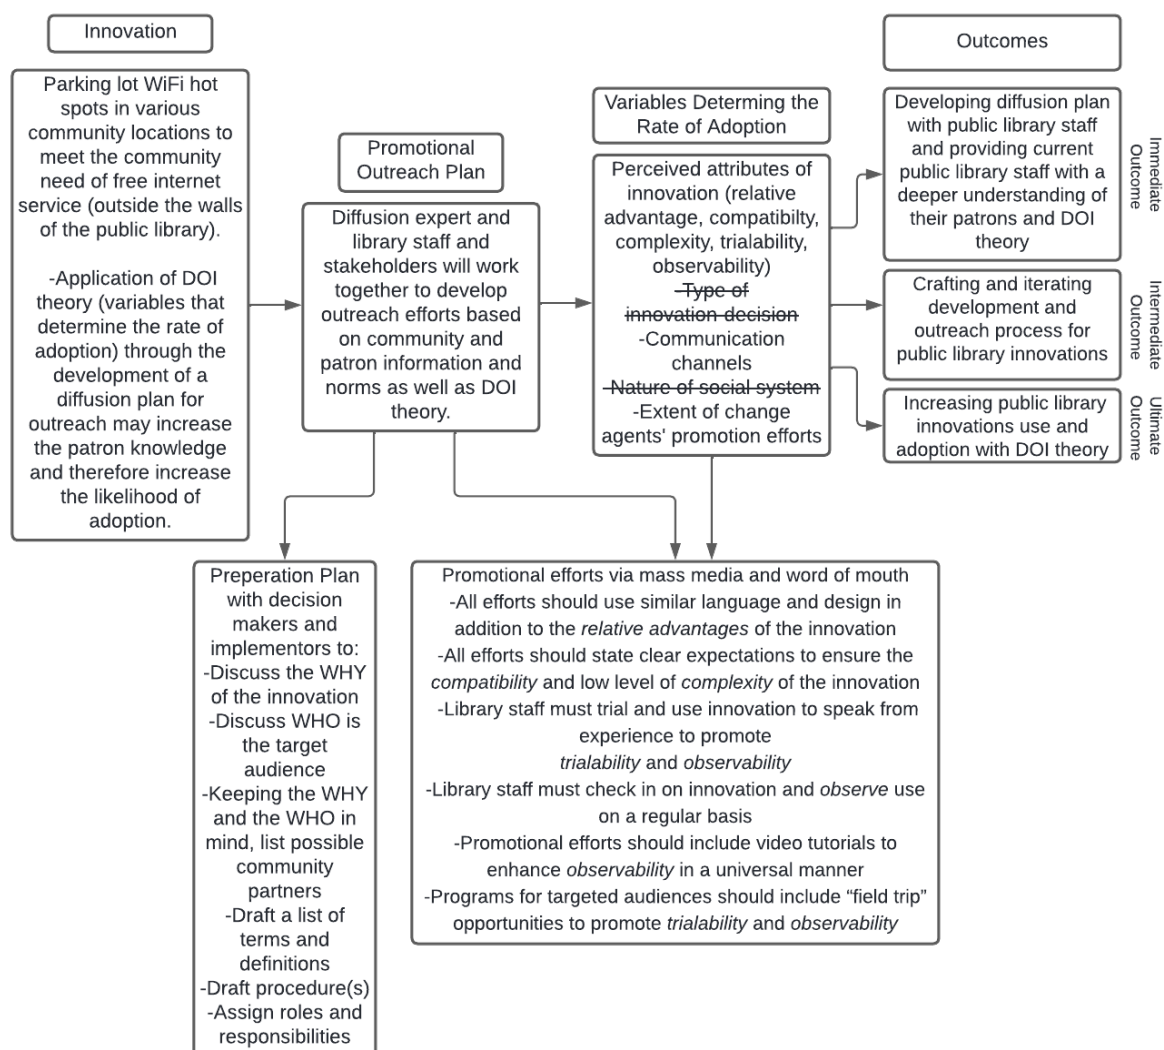 Innovation
Parking lot WiFi hot
spots in various
community locations to
meet the community
need of free internet
service (outside the walls
of the public library).
-Application of DOI
theory (variables that
determine the rate of
adoption) through the
development of a
diffusion plan for
outreach may increase
the patron knowledge
and therefore increase
the likelihood of
adoption.
Promotional
Outreach Plan
Diffusion expert and
library staff and
stakeholders will work
together to develop
outreach efforts based
on community and
patron information and
norms as well as DOI
theory.
Variables Determing the
Rate of Adoption
Perceived attributes of
innovation (relative
advantage, compatibilty,
complexity, trialability,
observability)
-Type of
innovation-decision
-Communication
channels
-Nature of social system
-Extent of change
agents' promotion efforts
Outcomes
Developing diffusion plan
with public library staff
and providing current
public library staff with a
deeper understanding of
their patrons and DOI
theory
Immediate
Outcome
Crafting and iterating
development and
outreach process for
public library innovations
Intermediate
Outcome
Increasing public library
innovations use and
adoption with DOI theory
Ultimate
Outcome
Preperation Plan
with decision
makers and
implementors to:
-Discuss the WHY
of the innovation
-Discuss WHO is
the target
audience
-Keeping the WHY
and the WHO in
mind, list possible
community
partners
-Draft a list of
terms and
definitions
-Draft procedure(s)
-Assign roles and
responsibilities
Promotional efforts via mass media and word of mouth
-All efforts should use similar language and design in
addition to the relative advantages of the innovation
-All efforts should state clear expectations to ensure the
compatibility and low level of complexity of the innovation
-Library staff must trial and use innovation to speak from
experience to promote
trialability and observability
-Library staff must check in on innovation and observe use
on a regular basis
-Promotional efforts should include video tutorials to
enhance observability in a universal manner
-Programs for targeted audiences should include “field trip”
opportunities to promote trialability and observability